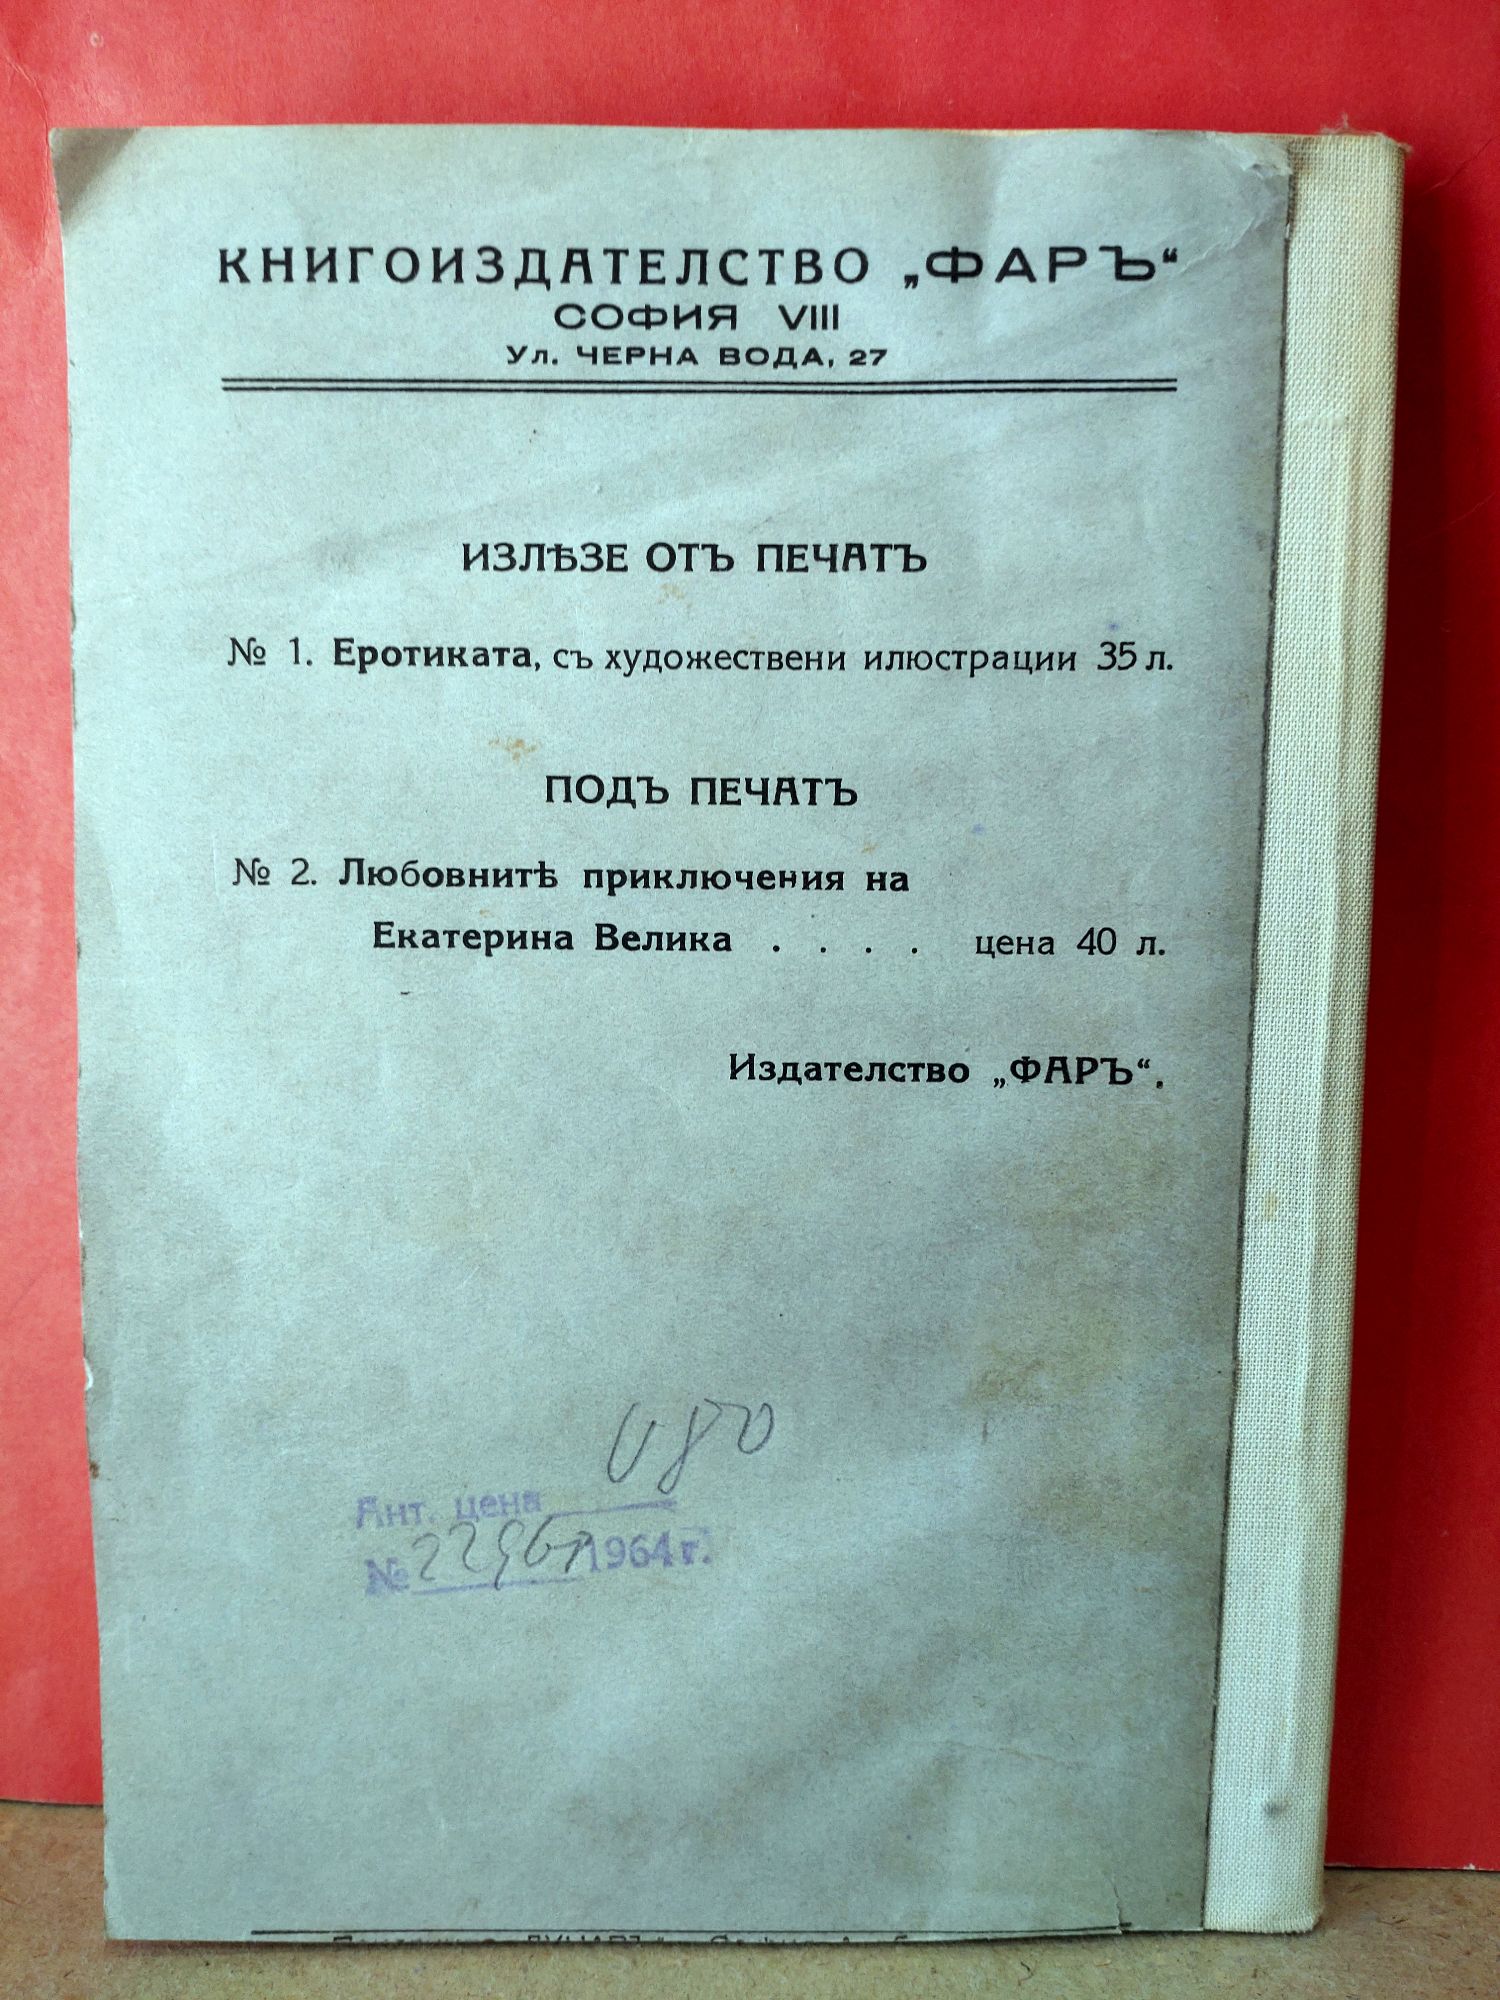 КНИГОИЗДАТЕЛСТВО „ФАРЪ“
СОФИЯ VIII
Ул. ЧЕРНА ВОДА, 27
ИЗЛѢЗЕ ОТЪ ПЕЧАТЪ
№ 1. Еротиката, съ художествени илюстрации 35 л.
ПОДЪ ПЕЧАТЪ
№ 2. Любовнитѣ приключения на
Екатерина Велика . . . . цена 40 л.
Издателство „ФАРЪ“.
Ант. цена
№ 1964 г.